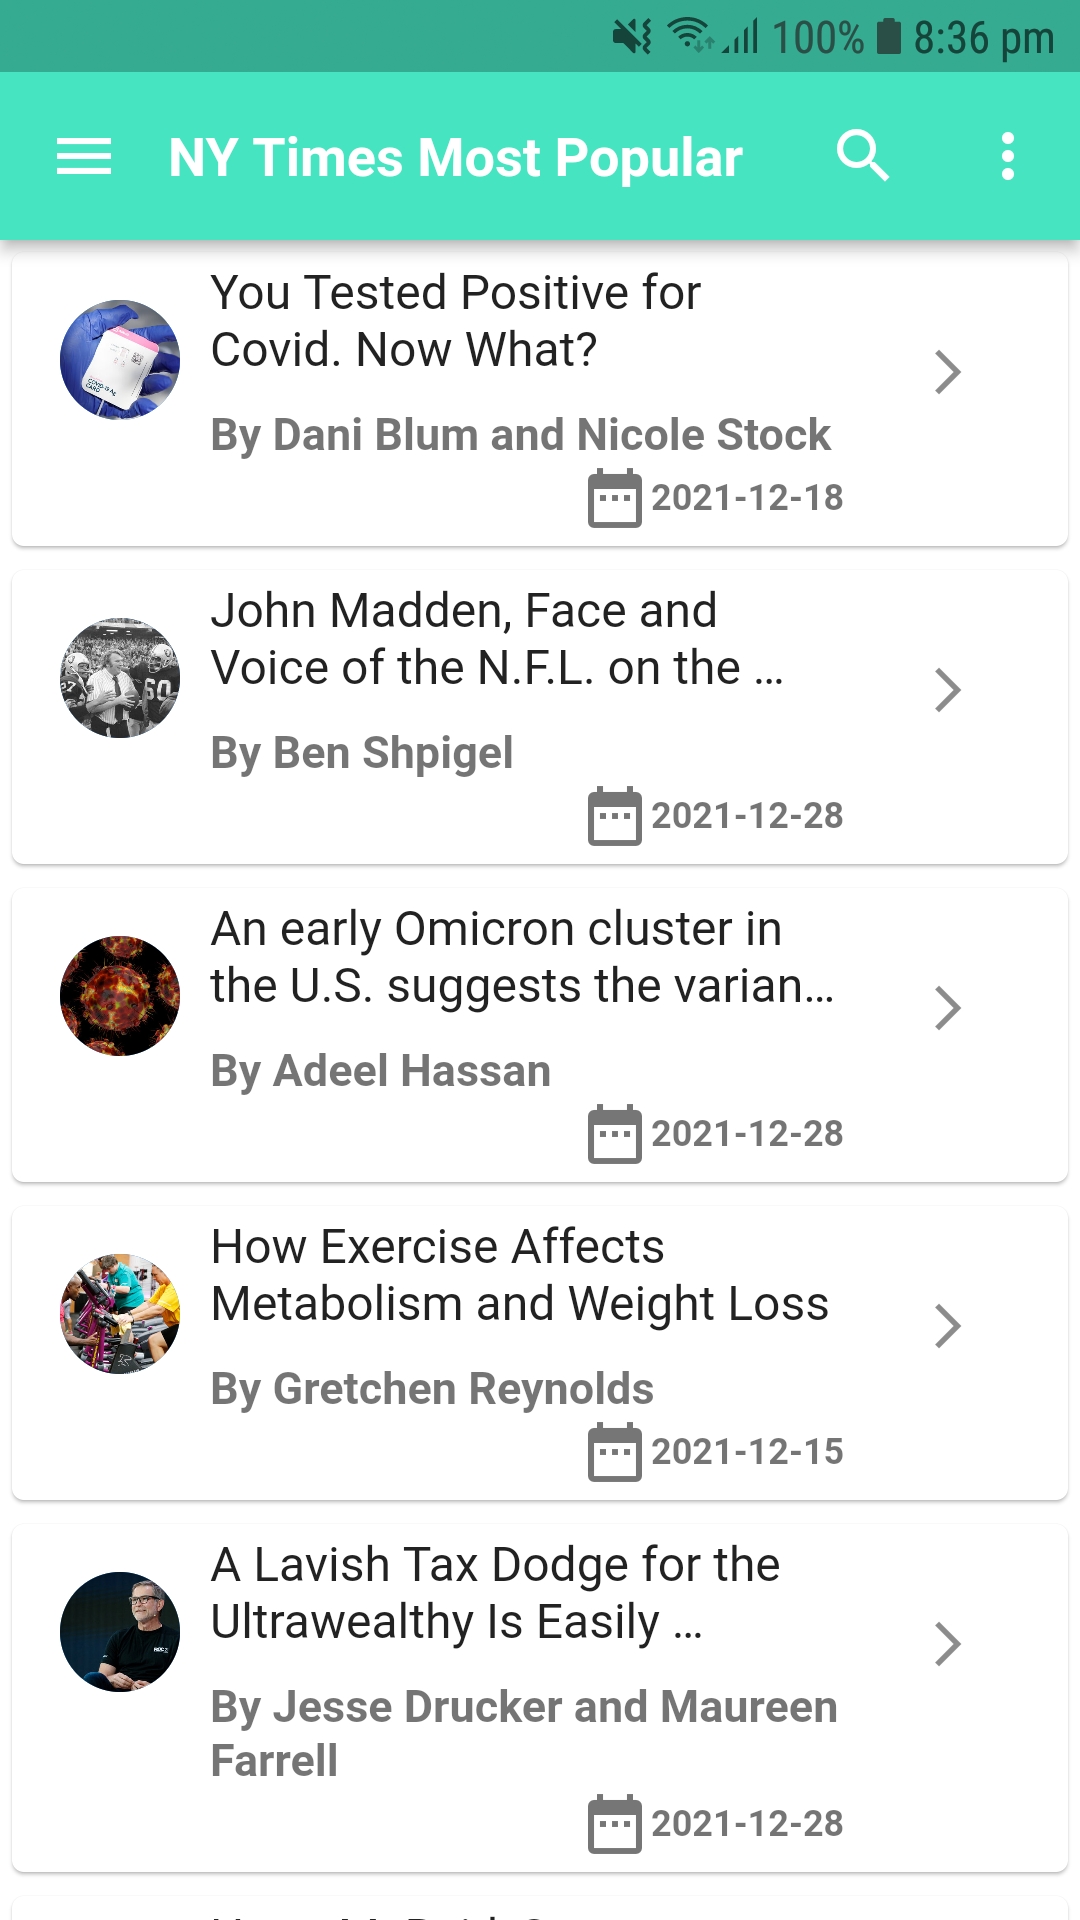 100% 8:36 pm
NY Times Most Popular
You Tested Positive for
Covid. Now What?
By Dani Blum and Nicole Stock
2021-12-18
John Madden, Face and
Voice of the N.F.L. on the …
By Ben Shpigel
2021-12-28
An early Omicron cluster in
the U.S. suggests the varian…
By Adeel Hassan
2021-12-28
How Exercise Affects
Metabolism and Weight Loss
By Gretchen Reynolds
2021-12-15
A Lavish Tax Dodge for the
Ultrawealthy Is Easily …
By Jesse Drucker and Maureen
Farrell
2021-12-28